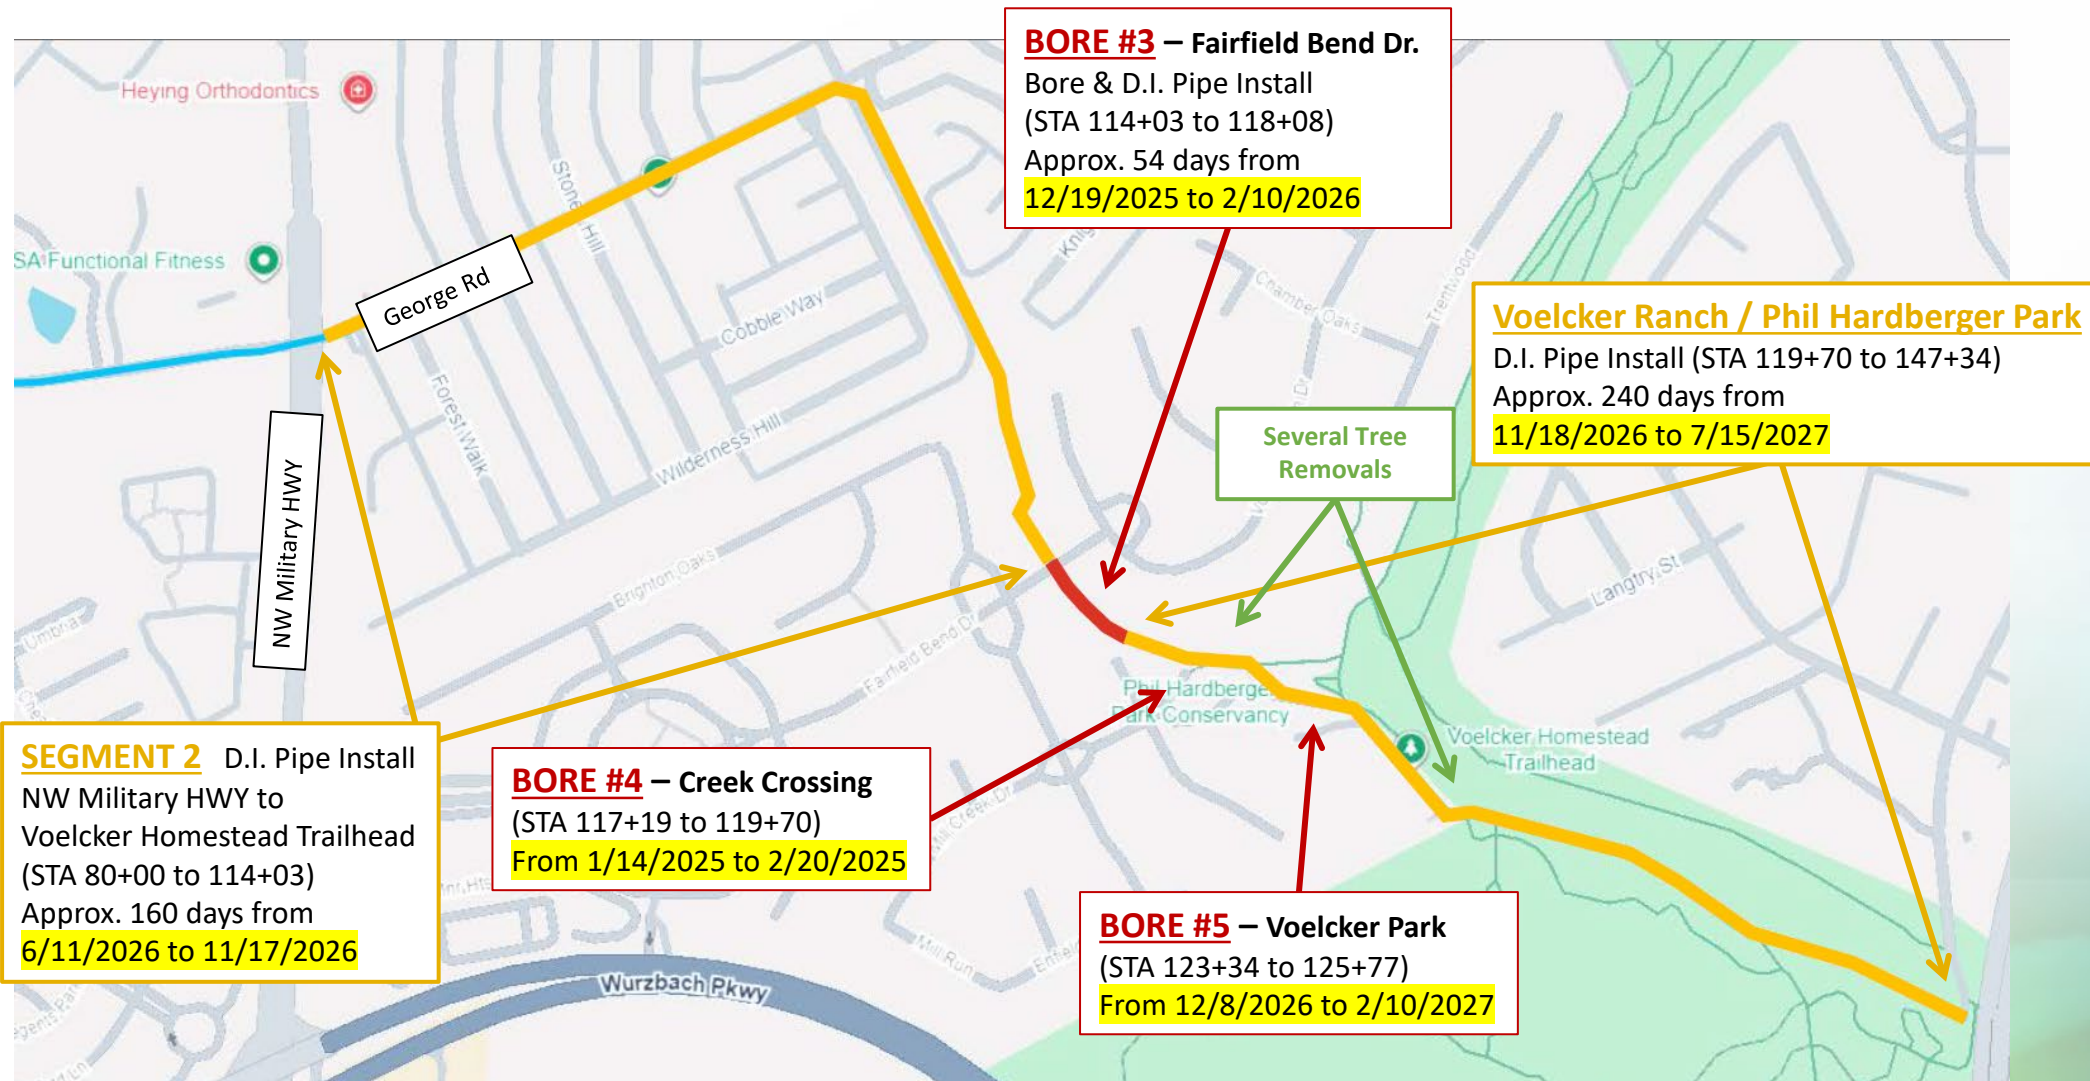 BORE #3 – Fairfield Bend Dr.
Bore & D.I. Pipe Install
(STA 114+03 to 118+08)
Approx. 54 days from
12/19/2025 to 2/10/2026
Heying Orthodontics
SA Functional Fitness
George Rd
NW Military HWY
Stone Hill
Cobble Way
Forest Walk
Wilderness Hill
Chamber Oaks
Trentwood
Voelcker Ranch / Phil Hardberger Park
D.I. Pipe Install (STA 119+70 to 147+34)
Approx. 240 days from
11/18/2026 to 7/15/2027
Several Tree
Removals
Brighton Oaks
Fairfield Bend Dr
Langtry St
Umbria
Phil Hardberger
Park Conservancy
Voelcker Homestead
Trailhead
SEGMENT 2 D.I. Pipe Install
NW Military HWY to
Voelcker Homestead Trailhead
(STA 80+00 to 114+03)
Approx. 160 days from
6/11/2026 to 11/17/2026
BORE #4 – Creek Crossing
(STA 117+19 to 119+70)
From 1/14/2025 to 2/20/2025
Mill Creek Dr
Mill Run
BORE #5 – Voelcker Park
(STA 123+34 to 125+77)
From 12/8/2026 to 2/10/2027
Wurzbach Pkwy